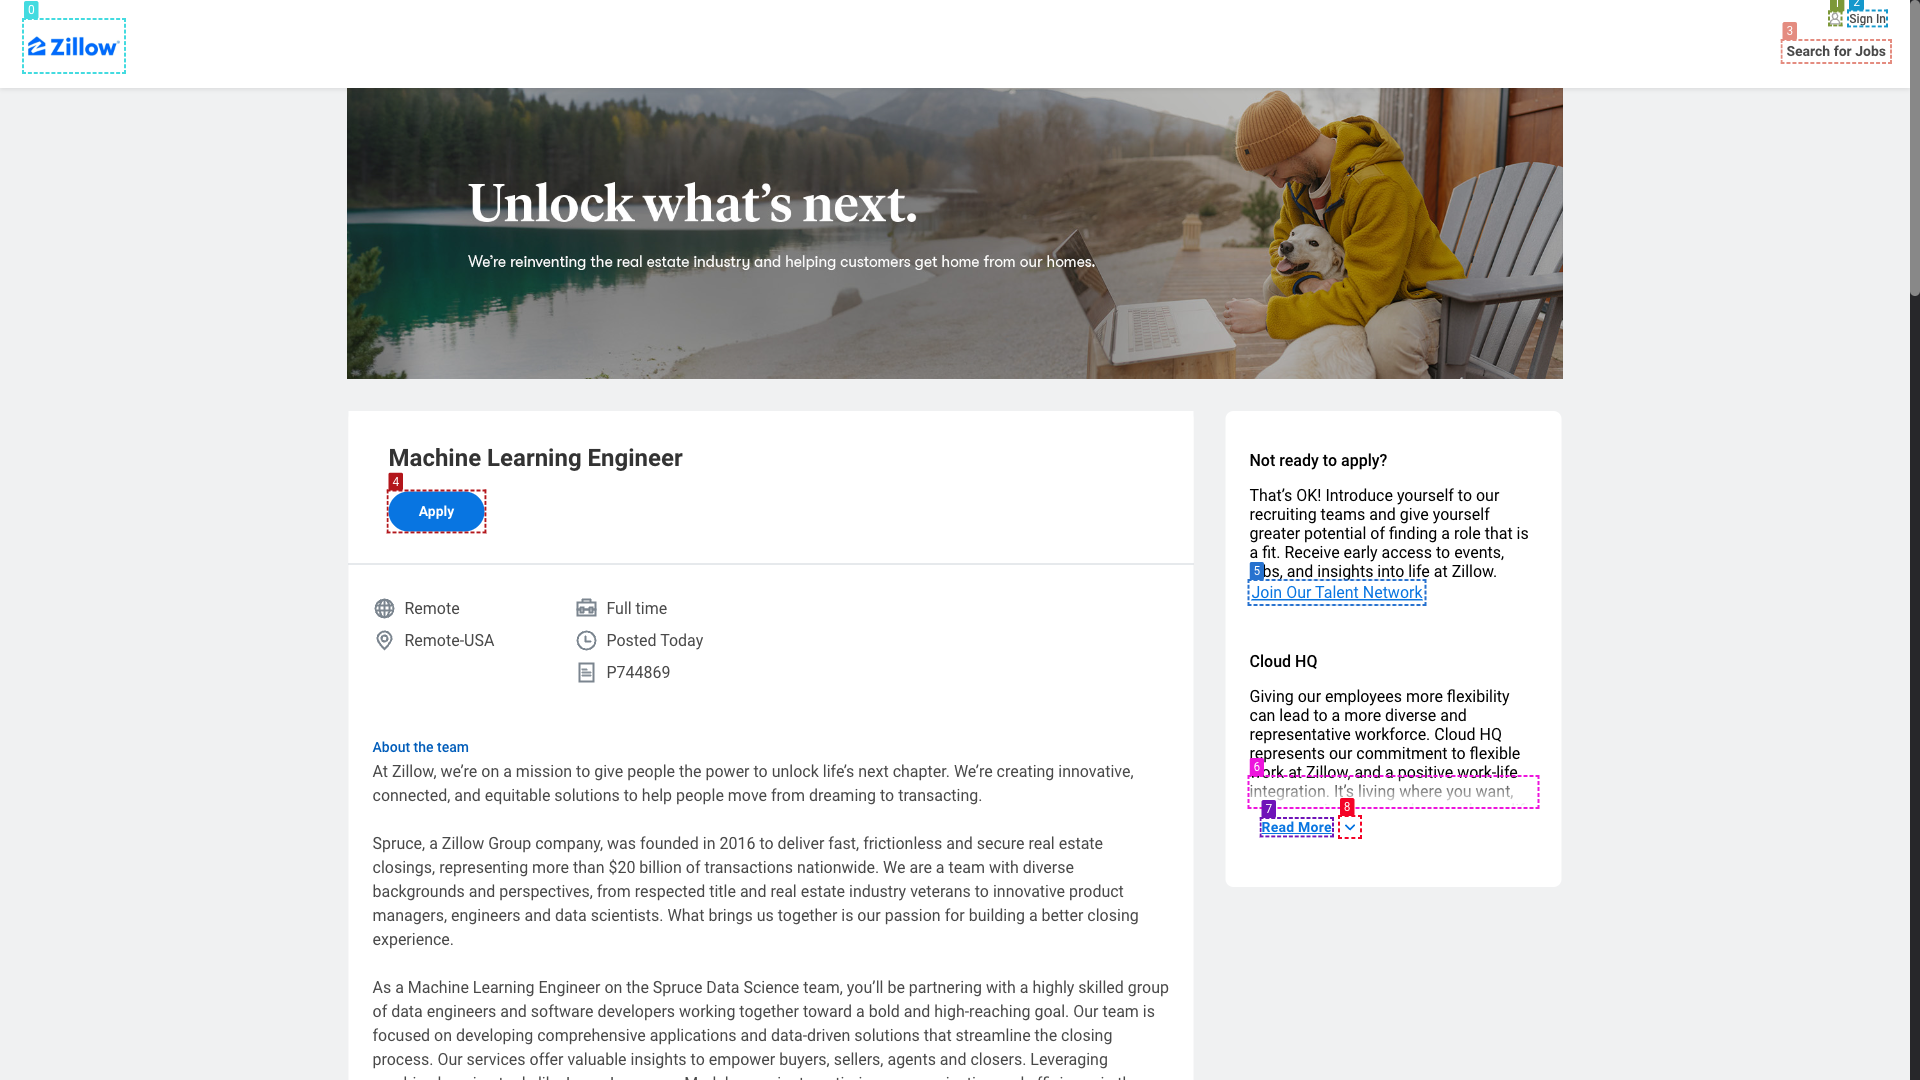 0
Zillow
1
2
Sign In
3
Search for Jobs
Unlock what's next.
We're reinventing the real estate industry and helping customers get home from our homes.
Machine Learning Engineer
4
Apply
Remote
Full time
Remote-USA
Posted Today
P744869
About the team
At Zillow, we're on a mission to give people the power to unlock life's next chapter. We're creating innovative,
connected, and equitable solutions to help people move from dreaming to transacting.
Spruce, a Zillow Group company, was founded in 2016 to deliver fast, frictionless and secure real estate
closings, representing more than $20 billion of transactions nationwide. We are a team with diverse
backgrounds and perspectives, from respected title and real estate industry veterans to innovative product
managers, engineers and data scientists. What brings us together is our passion for building a better closing
experience.
As a Machine Learning Engineer on the Spruce Data Science team, you'll be partnering with a highly skilled group
of data engineers and software developers working together toward a bold and high-reaching goal. Our team is
focused on developing comprehensive applications and data-driven solutions that streamline the closing
process. Our services offer valuable insights to empower buyers, sellers, agents and closers. Leveraging
Not ready to apply?
That's OK! Introduce yourself to our
recruiting teams and give yourself
greater potential of finding a role that is
a fit. Receive early access to events,
5
jobs, and insights into life at Zillow.
Join Our Talent Network
Cloud HQ
Giving our employees more flexibility
can lead to a more diverse and
representative workforce. Cloud HQ
represents our commitment to flexible
6
work at Zillow, and a positive work-life
integration. It's living where you want,
7
8
Read More